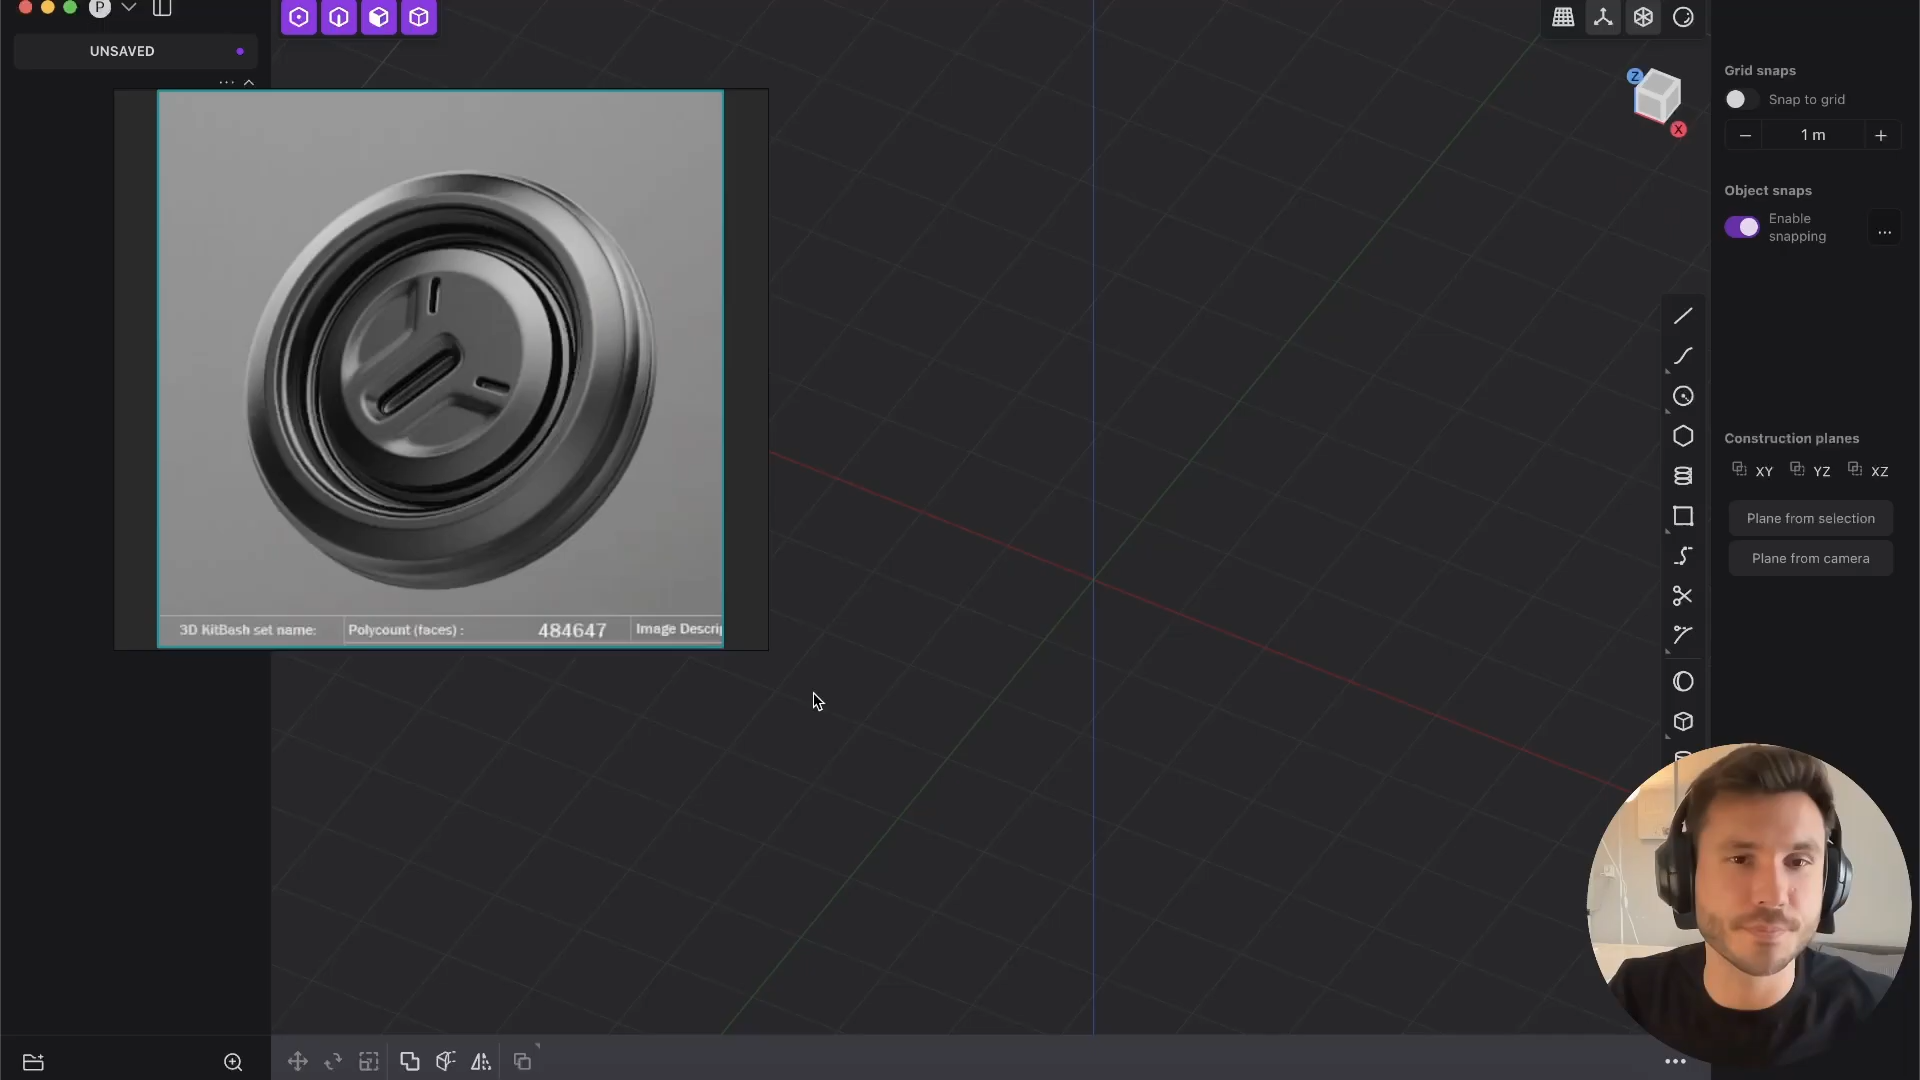 P
UNSAVED
Z
X
Grid snaps
Snap to grid
1 m
Object snaps
Enable
snapping
...
Construction planes
XY YZ XZ
Plane from selection
Plane from camera
3D KitBash set name: Polycount (faces) : 484647 Image Descrip